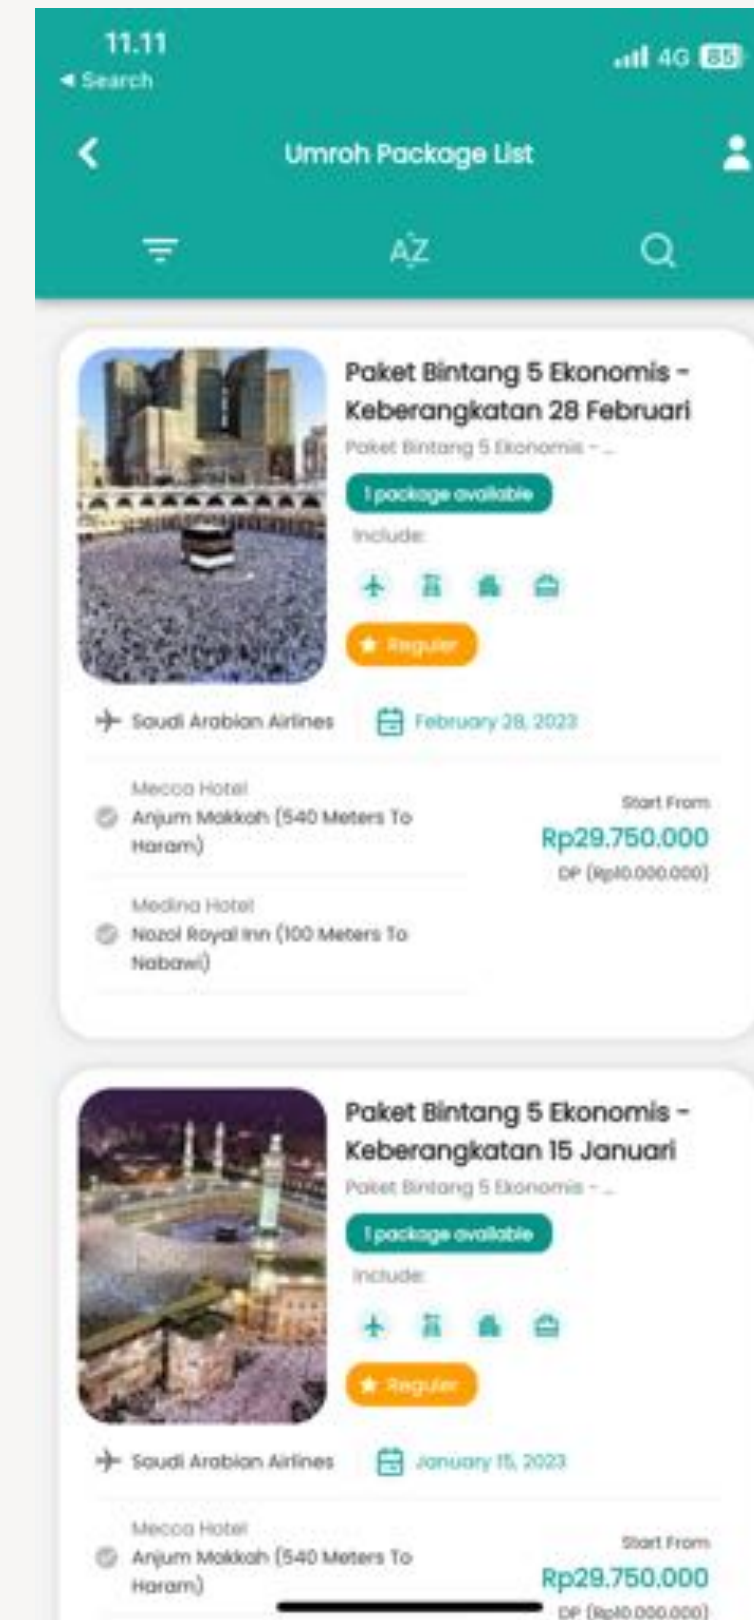 11.11
4G 85
◀ Search
Umroh Package List
AZ
Paket Bintang 5 Ekonomis -
Keberangkatan 28 Februari
Paket Bintang 5 Ekonomis - ...
1 package available
Include:
Reguler
Saudi Arabian Airlines
February 28, 2023
Mecca Hotel
Anjum Makkah (540 Meters To
Haram)
Start From
Rp29.750.000
DP (Rp10.000.000)
Medina Hotel
Nozol Royal Inn (100 Meters To
Nabawi)
Paket Bintang 5 Ekonomis -
Keberangkatan 15 Januari
Paket Bintang 5 Ekonomis - ...
1 package available
Include:
Reguler
Saudi Arabian Airlines
January 15, 2023
Mecca Hotel
Anjum Makkah (540 Meters To
Haram)
Start From
Rp29.750.000
DP (Rp10.000.000)